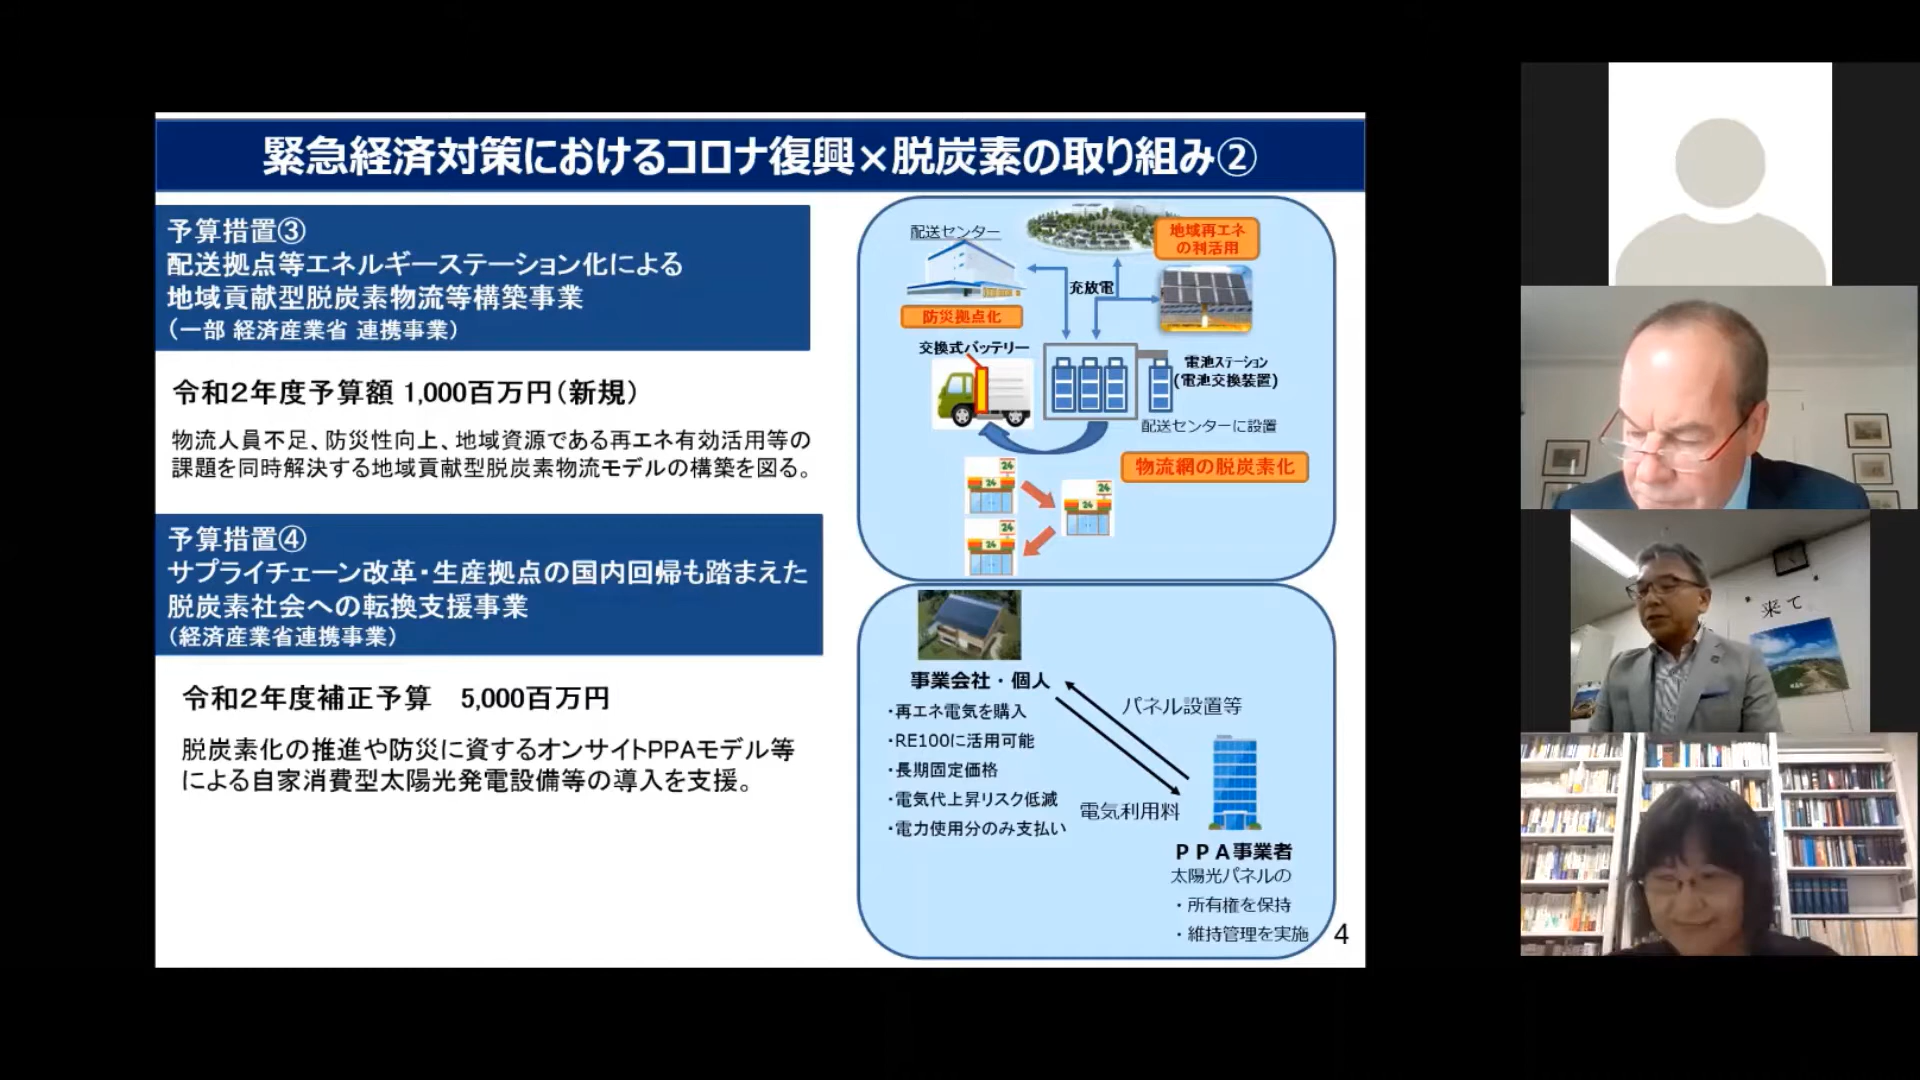 緊急経済対策におけるコロナ復興×脱炭素の取り組み②
予算措置③
配送拠点等エネルギーステーション化による
地域貢献型脱炭素物流等構築事業
（一部 経済産業省 連携事業）
令和２年度予算額 1,000百万円（新規）
物流人員不足、防災性向上、地域資源である再エネ有効活用等の
課題を同時解決する地域貢献型脱炭素物流モデルの構築を図る。
予算措置④
サプライチェーン改革・生産拠点の国内回帰も踏まえた
脱炭素社会への転換支援事業
（経済産業省連携事業）
令和２年度補正予算　5,000百万円
脱炭素化の推進や防災に資するオンサイトPPAモデル等
による自家消費型太陽光発電設備等の導入を支援。
配送センター
地域再エネ
の利活用
充放電
防災拠点化
交換式バッテリー
電池ステーション
(電池交換装置)
配送センターに設置
物流網の脱炭素化
24
24
24
24
24
24
事業会社・個人
・再エネ電気を購入
・RE100に活用可能
・長期固定価格
・電気代上昇リスク低減
・電力使用分のみ支払い
パネル設置等
電気利用料
ＰＰＡ事業者
太陽光パネルの
・所有権を保持
・維持管理を実施
4
来て